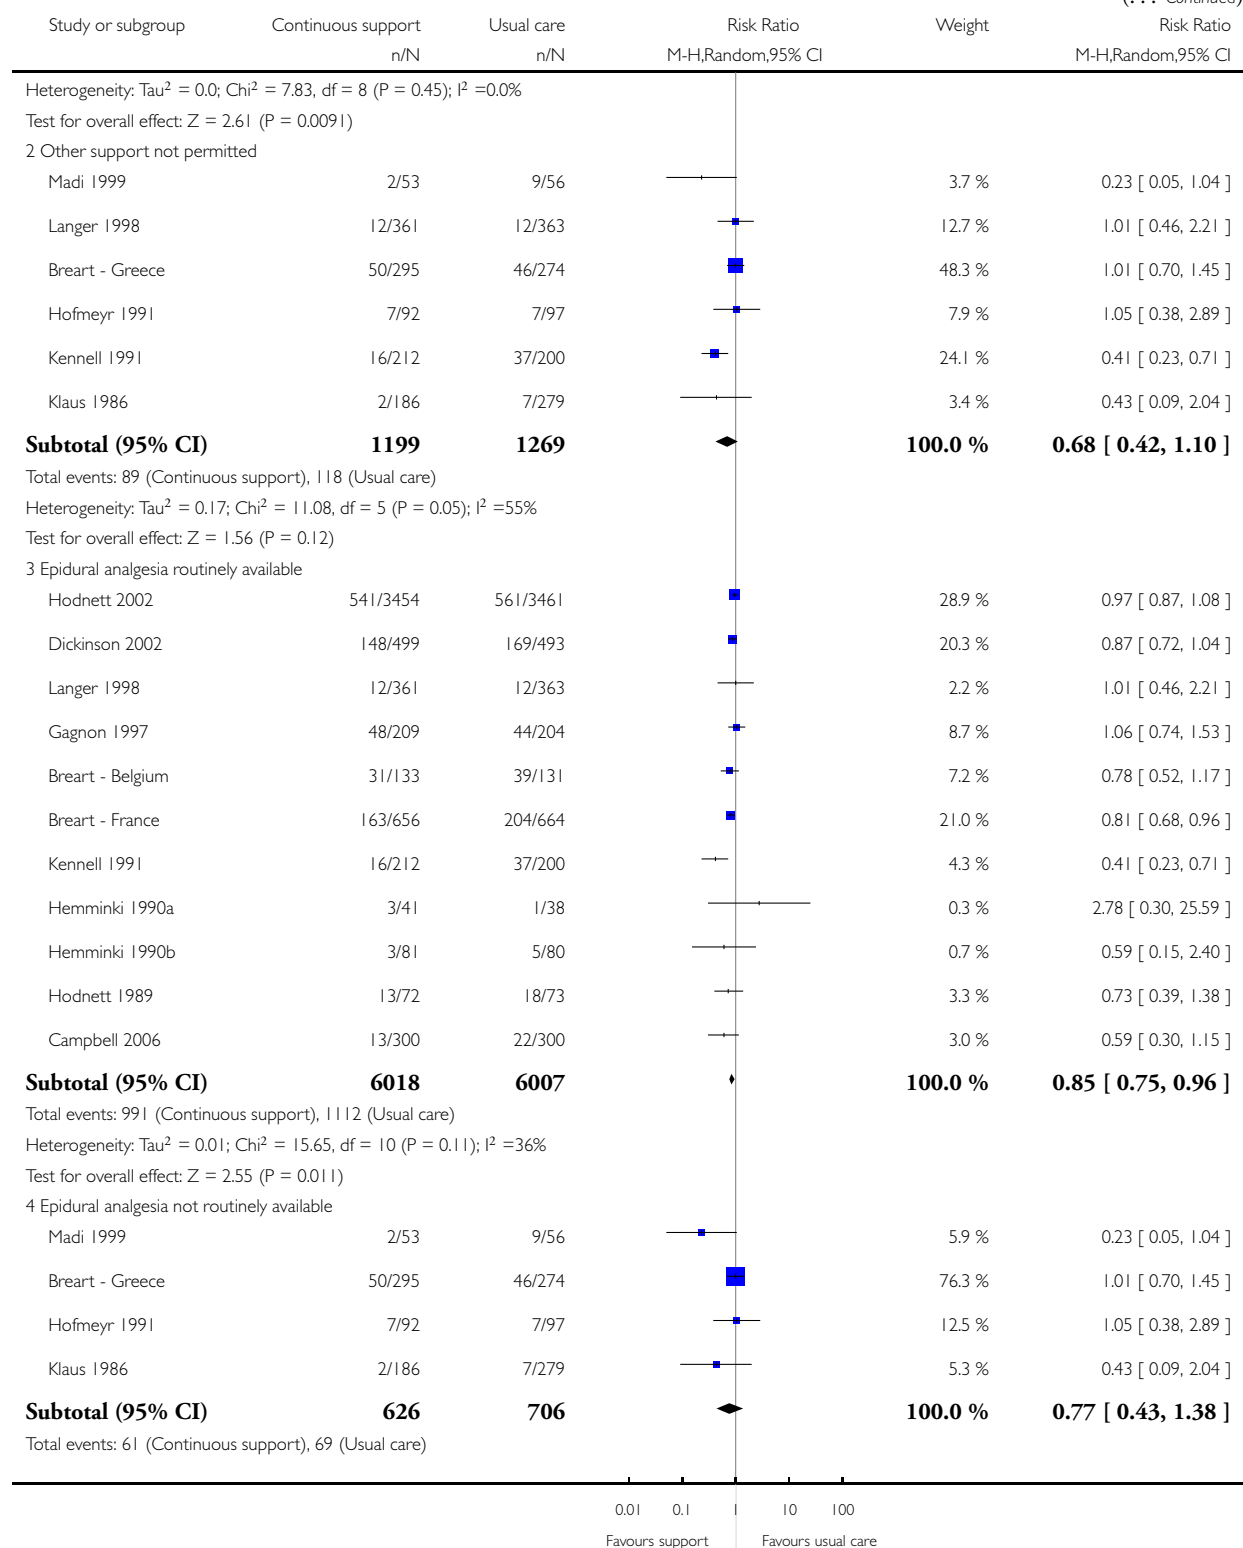 (... Continued)
Study or subgroup Continuous support Usual care Risk Ratio Weight Risk Ratio
n/N n/N M-H,Random,95% CI M-H,Random,95% CI
Heterogeneity: Tau² = 0.0; Chi² = 7.83, df = 8 (P = 0.45); I² =0.0%
Test for overall effect: Z = 2.61 (P = 0.0091)
2 Other support not permitted
Madi 1999 2/53 9/56 3.7 % 0.23 [ 0.05, 1.04 ]
Langer 1998 12/361 12/363 12.7 % 1.01 [ 0.46, 2.21 ]
Breart - Greece 50/295 46/274 48.3 % 1.01 [ 0.70, 1.45 ]
Hofmeyr 1991 7/92 7/97 7.9 % 1.05 [ 0.38, 2.89 ]
Kennell 1991 16/212 37/200 24.1 % 0.41 [ 0.23, 0.71 ]
Klaus 1986 2/186 7/279 3.4 % 0.43 [ 0.09, 2.04 ]
Subtotal (95% CI) 1199 1269 100.0 % 0.68 [ 0.42, 1.10 ]
Total events: 89 (Continuous support), 118 (Usual care)
Heterogeneity: Tau² = 0.17; Chi² = 11.08, df = 5 (P = 0.05); I² =55%
Test for overall effect: Z = 1.56 (P = 0.12)
3 Epidural analgesia routinely available
Hodnett 2002 541/3454 561/3461 28.9 % 0.97 [ 0.87, 1.08 ]
Dickinson 2002 148/499 169/493 20.3 % 0.87 [ 0.72, 1.04 ]
Langer 1998 12/361 12/363 2.2 % 1.01 [ 0.46, 2.21 ]
Gagnon 1997 48/209 44/204 8.7 % 1.06 [ 0.74, 1.53 ]
Breart - Belgium 31/133 39/131 7.2 % 0.78 [ 0.52, 1.17 ]
Breart - France 163/656 204/664 21.0 % 0.81 [ 0.68, 0.96 ]
Kennell 1991 16/212 37/200 4.3 % 0.41 [ 0.23, 0.71 ]
Hemminki 1990a 3/41 1/38 0.3 % 2.78 [ 0.30, 25.59 ]
Hemminki 1990b 3/81 5/80 0.7 % 0.59 [ 0.15, 2.40 ]
Hodnett 1989 13/72 18/73 3.3 % 0.73 [ 0.39, 1.38 ]
Campbell 2006 13/300 22/300 3.0 % 0.59 [ 0.30, 1.15 ]
Subtotal (95% CI) 6018 6007 100.0 % 0.85 [ 0.75, 0.96 ]
Total events: 991 (Continuous support), 1112 (Usual care)
Heterogeneity: Tau² = 0.01; Chi² = 15.65, df = 10 (P = 0.11); I² =36%
Test for overall effect: Z = 2.55 (P = 0.011)
4 Epidural analgesia not routinely available
Madi 1999 2/53 9/56 5.9 % 0.23 [ 0.05, 1.04 ]
Breart - Greece 50/295 46/274 76.3 % 1.01 [ 0.70, 1.45 ]
Hofmeyr 1991 7/92 7/97 12.5 % 1.05 [ 0.38, 2.89 ]
Klaus 1986 2/186 7/279 5.3 % 0.43 [ 0.09, 2.04 ]
Subtotal (95% CI) 626 706 100.0 % 0.77 [ 0.43, 1.38 ]
Total events: 61 (Continuous support), 69 (Usual care)
0.01 0.1 1 10 100
Favours support Favours usual care